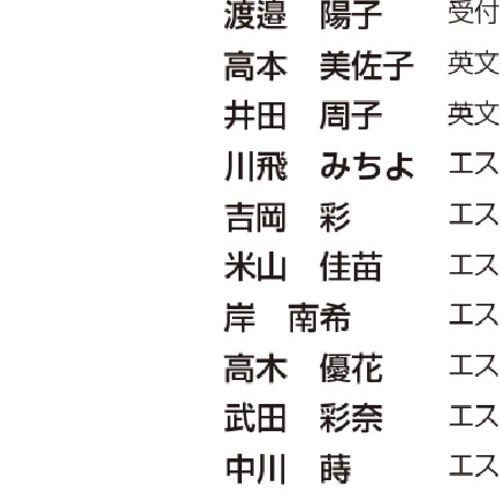 渡邉　陽子　受付
高本　美佐子　英文
井田　周子　英文
川飛　みちよ　エス
吉岡　彩　エス
米山　佳苗　エス
岸　南希　エス
高木　優花　エス
武田　彩奈　エス
中川　蒔　エス